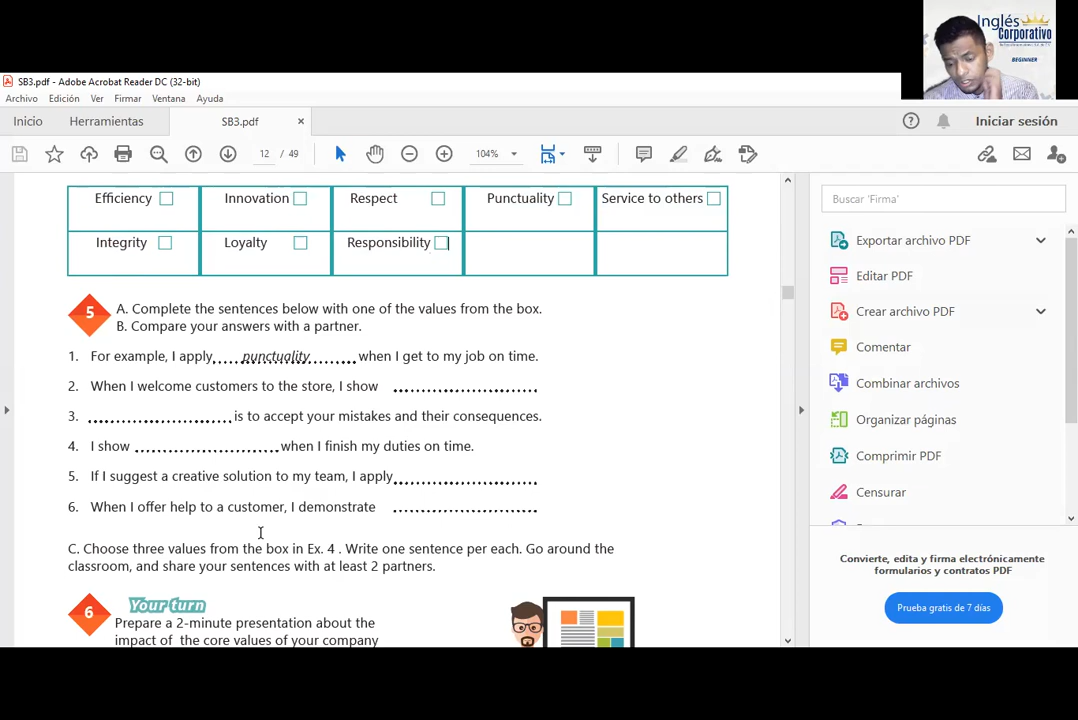 Inglés
Corporativo
BEGINNER
SB3.pdf - Adobe Acrobat Reader DC (32-bit)
Archivo Edición Ver Firmar Ventana Ayuda
Inicio Herramientas SB3.pdf × Iniciar sesión
12 / 49 104%
Efficiency Innovation Respect Punctuality Service to others
Integrity Loyalty Responsibility
5 A. Complete the sentences below with one of the values from the box.
B. Compare your answers with a partner.
1. For example, I apply.....punctuality........when I get to my job on time.
2. When I welcome customers to the store, I show ..........................
3. ..........................is to accept your mistakes and their consequences.
4. I show ..........................when I finish my duties on time.
5. If I suggest a creative solution to my team, I apply..........................
6. When I offer help to a customer, I demonstrate ..........................
C. Choose three values from the box in Ex. 4 . Write one sentence per each. Go around the
classroom, and share your sentences with at least 2 partners.
6 Your turn
Prepare a 2-minute presentation about the
impact of the core values of your company
Buscar 'Firma'
Exportar archivo PDF
Editar PDF
Crear archivo PDF
Comentar
Combinar archivos
Organizar páginas
Comprimir PDF
Censurar
Convierte, edita y firma electrónicamente
formularios y contratos PDF
Prueba gratis de 7 días